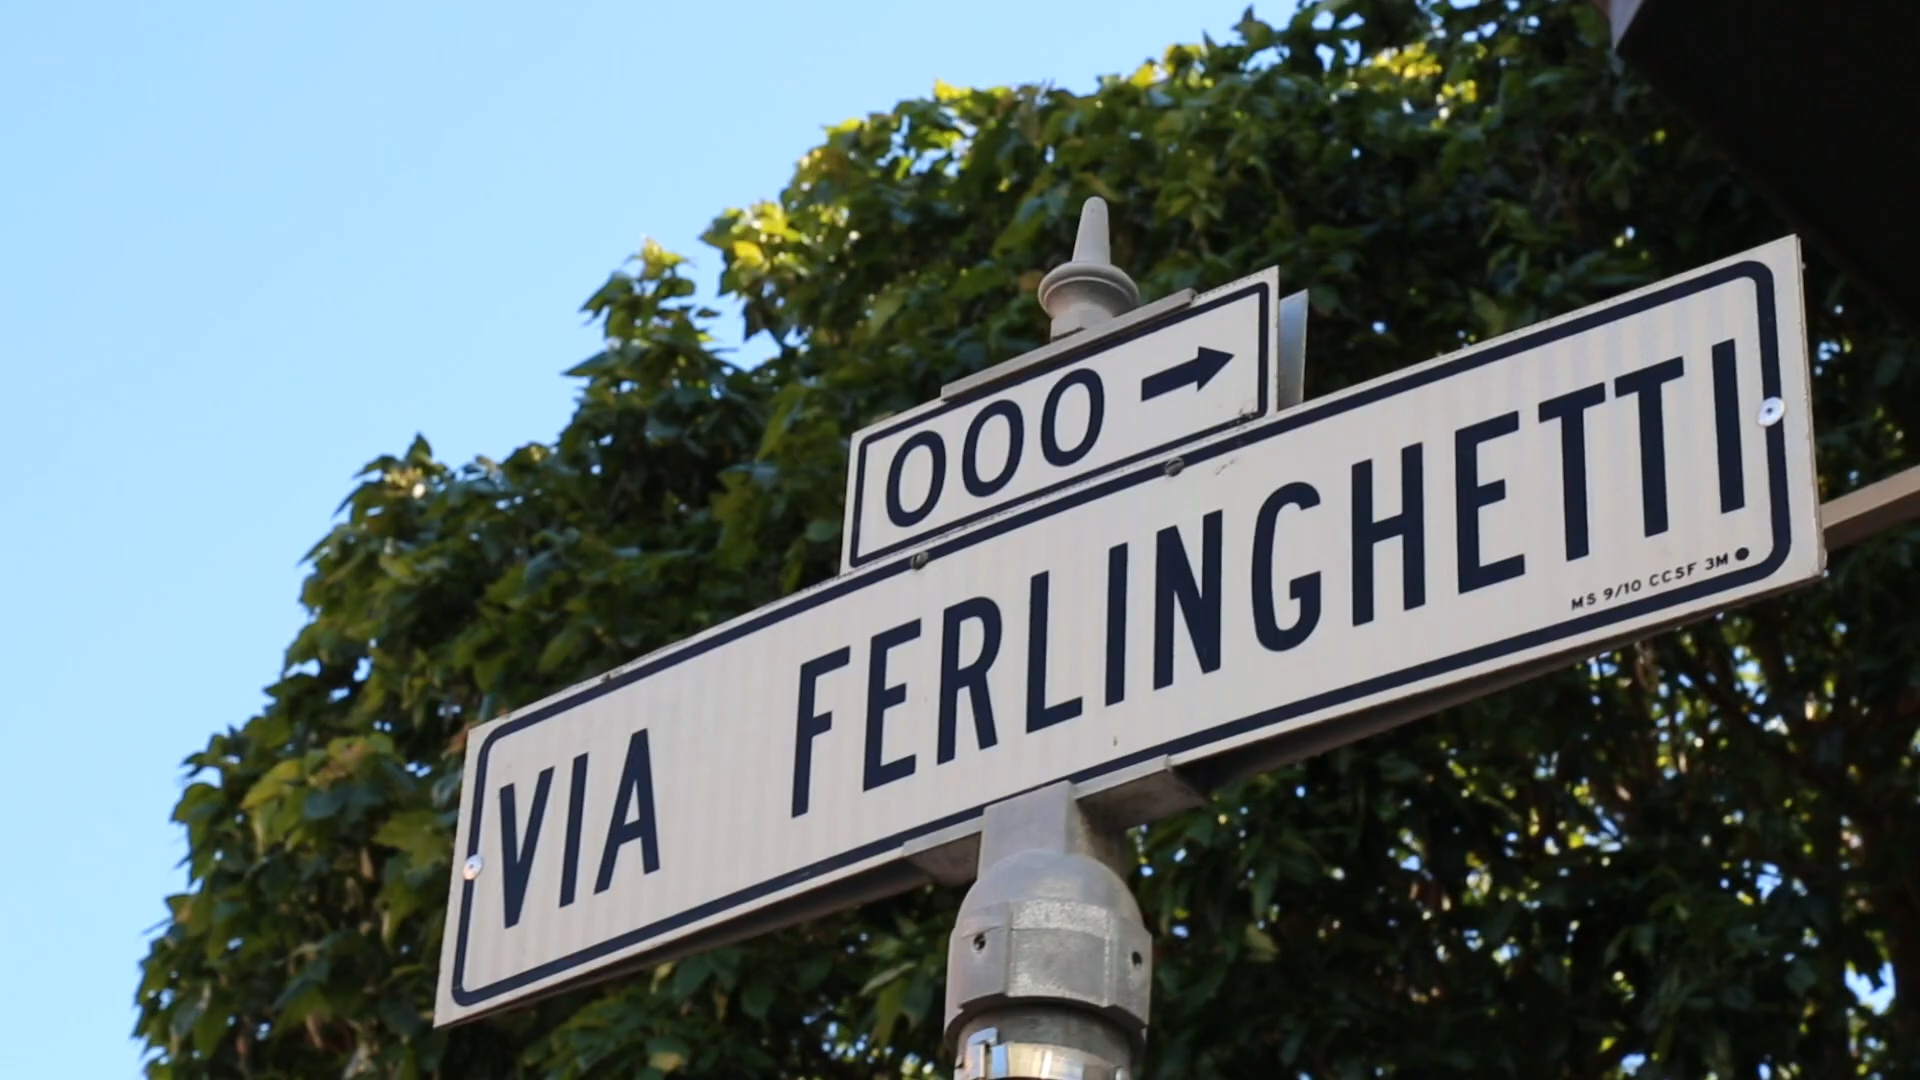 000 →
VIA FERLINGHETTI
MS 9/10 CCSF 3M